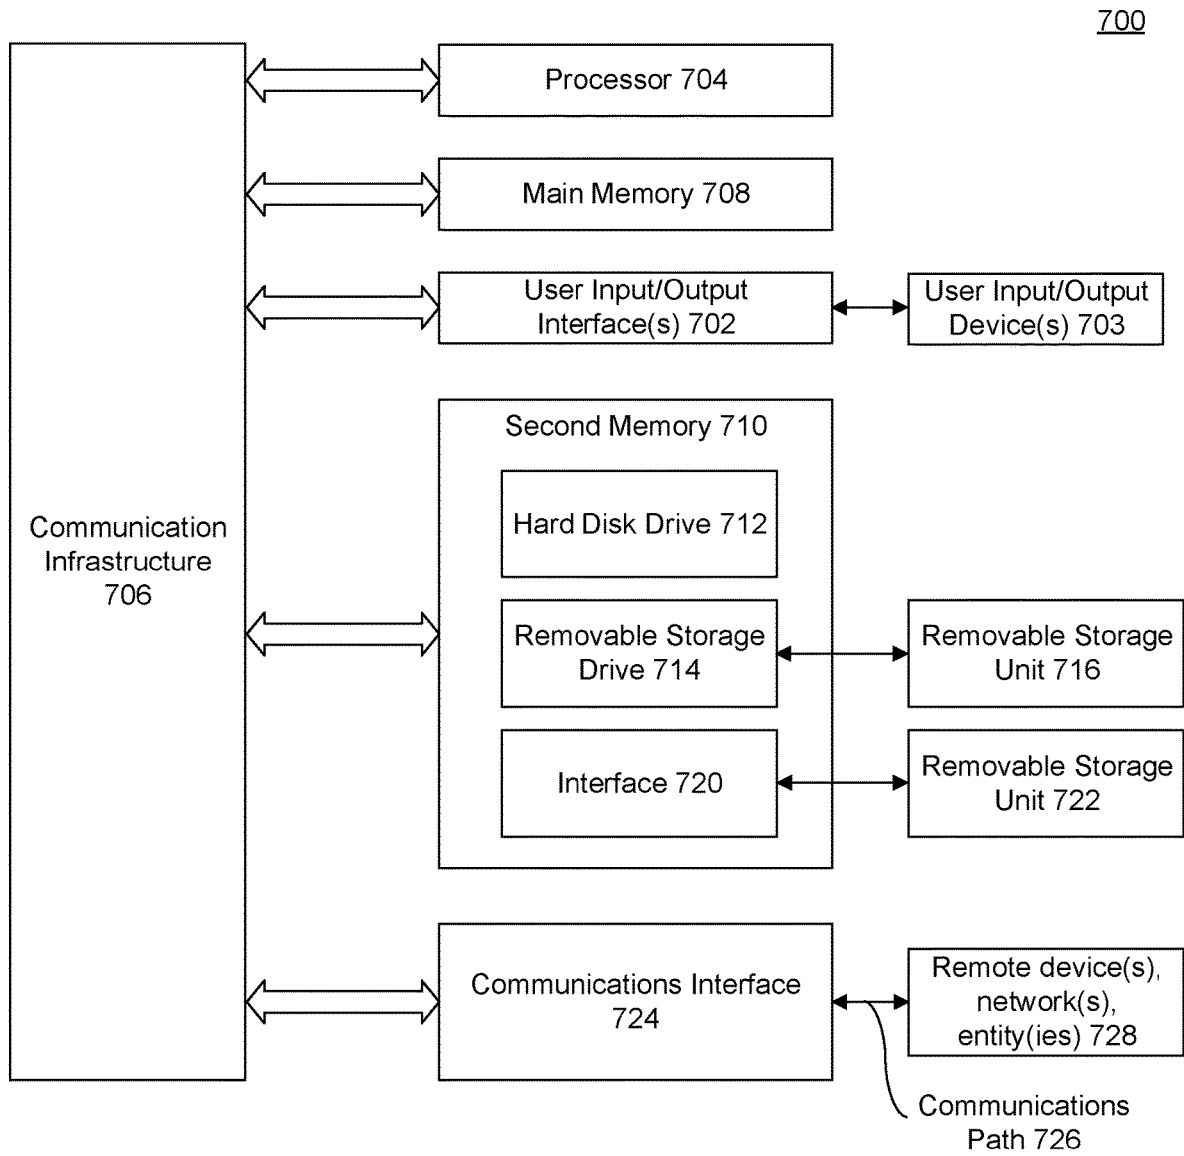 700
Processor 704
Main Memory 708
User Input/Output
Interface(s) 702
User Input/Output
Device(s) 703
Second Memory 710
Hard Disk Drive 712
Communication
Infrastructure
706
Removable Storage
Drive 714
Removable Storage
Unit 716
Interface 720
Removable Storage
Unit 722
Communications Interface
724
Remote device(s),
network(s),
entity(ies) 728
Communications
Path 726